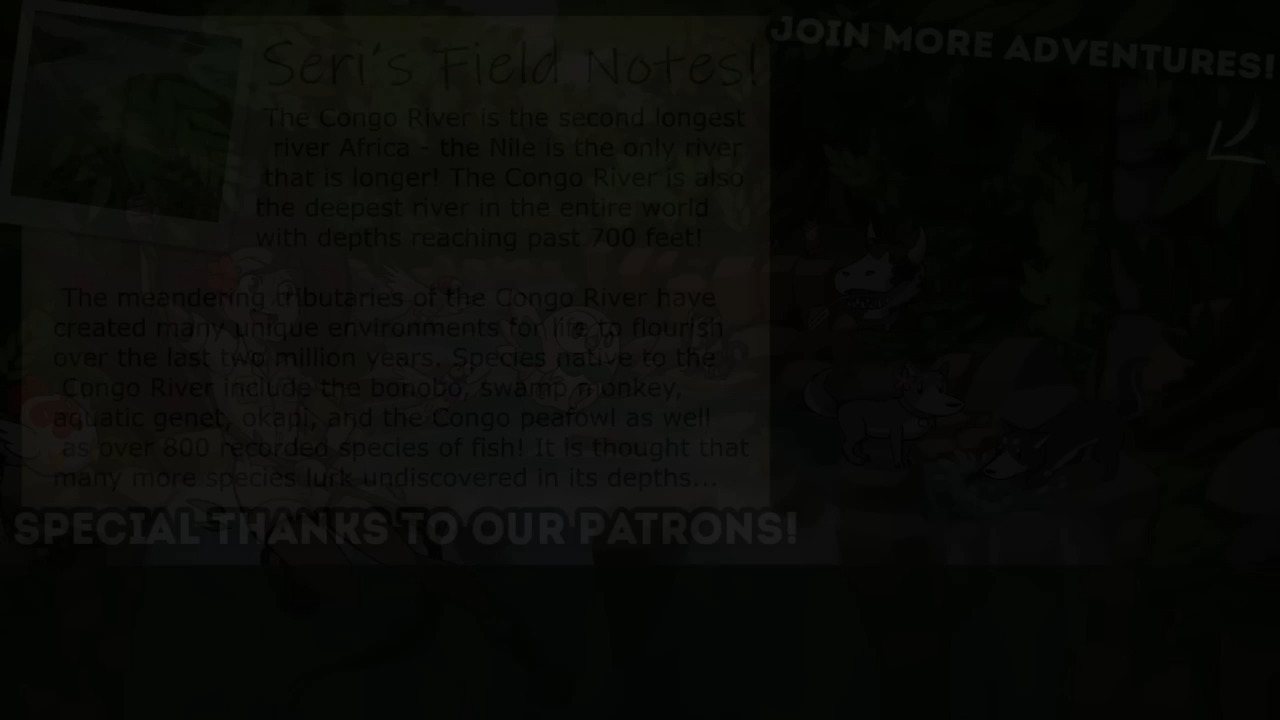 Seri's Field Notes!
JOIN MORE ADVENTURES!
The Congo River is the second longest
river Africa - the Nile is the only river
that is longer! The Congo River is also
the deepest river in the entire world
with depths reaching past 700 feet!
The meandering tributaries of the Congo River have
created many unique environments for life to flourish
over the last two million years. Species native to the
Congo River include the bonobo, swamp monkey,
aquatic genet, okapi, and the Congo peafowl as well
as over 800 recorded species of fish! It is thought that
many more species lurk undiscovered in its depths...
SPECIAL THANKS TO OUR PATRONS!